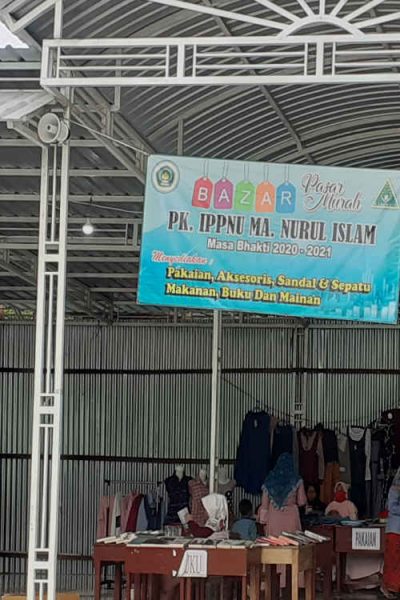 BAZAR Pasar Murah
PK. IPPNU MA. NURUL ISLAM
Masa Bhakti 2020 - 2021
Menyediakan :
Pakaian, Aksesoris, Sandal & Sepatu
Makanan, Buku Dan Mainan
PAKAIAN